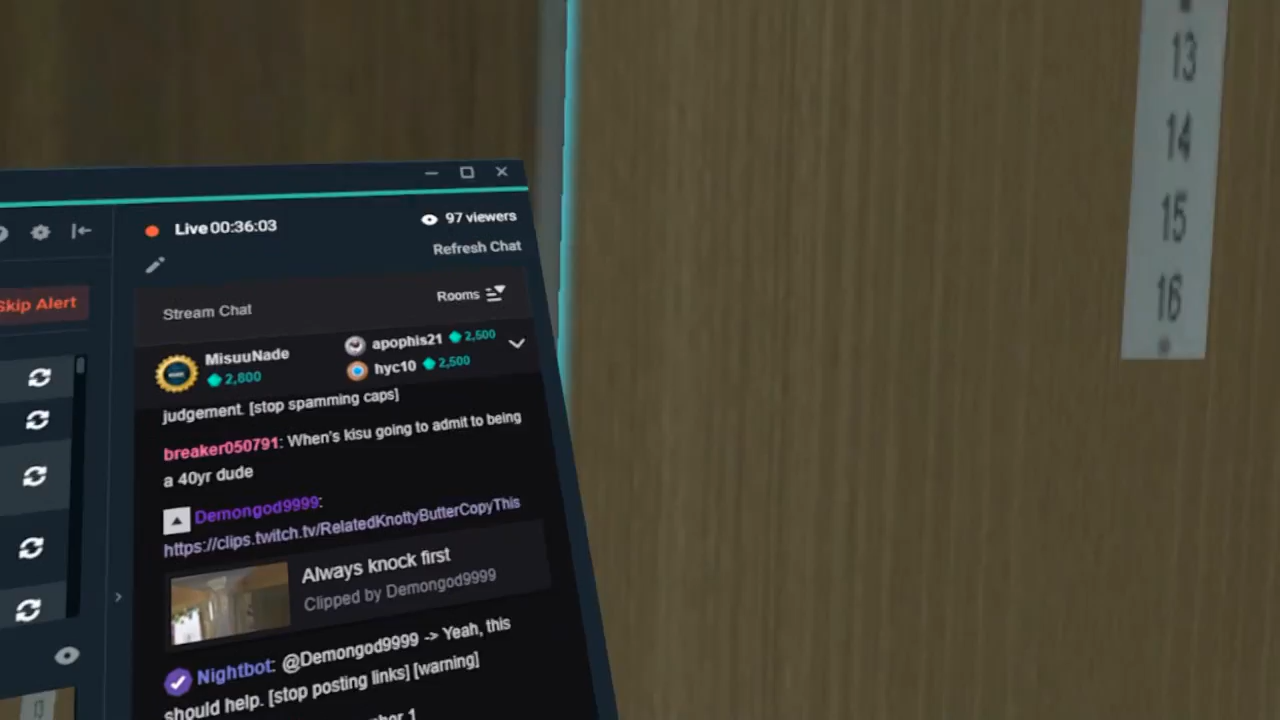 13
14
15
16
Live 00:36:03
97 viewers
Refresh Chat
Skip Alert
Stream Chat
Rooms
MisuuNade
2,800
apophis21 2,500
hyc10 2,500
judgement. [stop spamming caps]
breaker050791: When's kisu going to admit to being
a 40yr dude
Demongod9999:
https://clips.twitch.tv/RelatedKnottyButterCopyThis
Always knock first
Clipped by Demongod9999
Nightbot: @Demongod9999 -> Yeah, this
should help. [stop posting links] [warning]